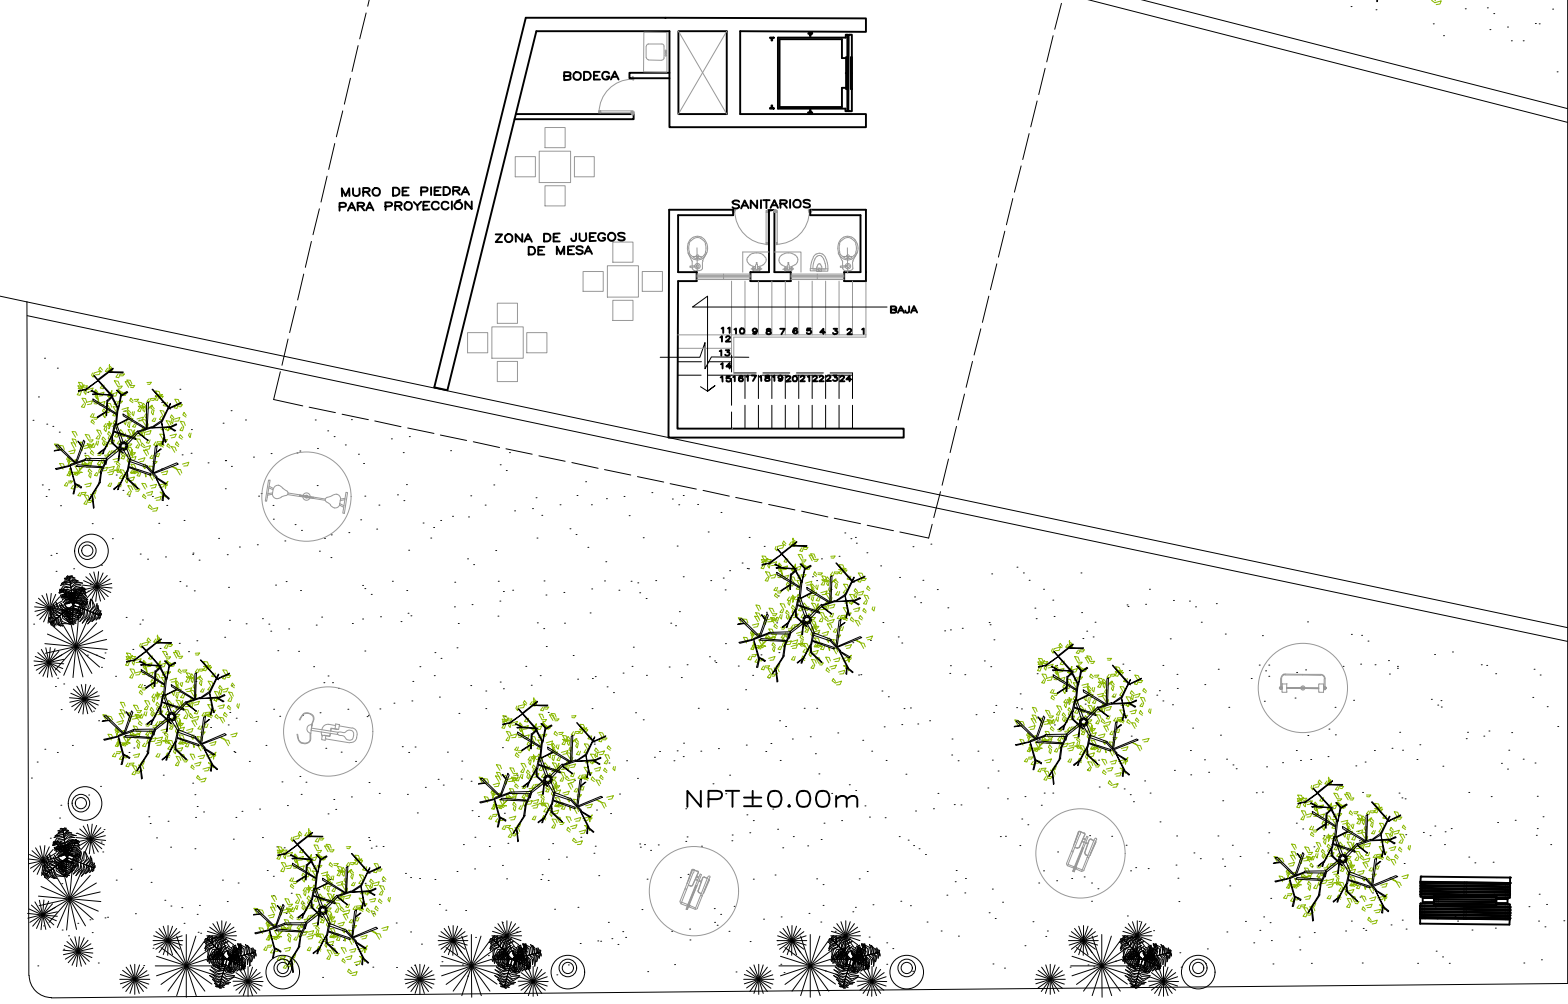 BODEGA
MURO DE PIEDRA
PARA PROYECCIÓN
SANITARIOS
ZONA DE JUEGOS
DE MESA
BAJA
11 10 9 8 7 6 5 4 3 2 1
12
13
14
15 16 17 18 19 20 21 22 23 24
NPT±0.00m